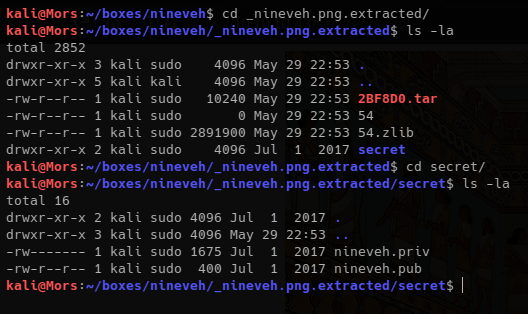 kali@Mors:~/boxes/nineveh$ cd _nineveh.png.extracted/
kali@Mors:~/boxes/nineveh/_nineveh.png.extracted$ ls -la
total 2852
drwxr-xr-x 3 kali sudo    4096 May 29 22:53 .
drwxr-xr-x 5 kali kali    4096 May 29 22:53 ..
-rw-r--r-- 1 kali sudo   10240 May 29 22:53 2BF8D0.tar
-rw-r--r-- 1 kali sudo       0 May 29 22:53 54
-rw-r--r-- 1 kali sudo 2891900 May 29 22:53 54.zlib
drwxr-xr-x 2 kali sudo    4096 Jul  1  2017 secret
kali@Mors:~/boxes/nineveh/_nineveh.png.extracted$ cd secret/
kali@Mors:~/boxes/nineveh/_nineveh.png.extracted/secret$ ls -la
total 16
drwxr-xr-x 2 kali sudo 4096 Jul  1  2017 .
drwxr-xr-x 3 kali sudo 4096 May 29 22:53 ..
-rw------- 1 kali sudo 1675 Jul  1  2017 nineveh.priv
-rw-r--r-- 1 kali sudo  400 Jul  1  2017 nineveh.pub
kali@Mors:~/boxes/nineveh/_nineveh.png.extracted/secret$